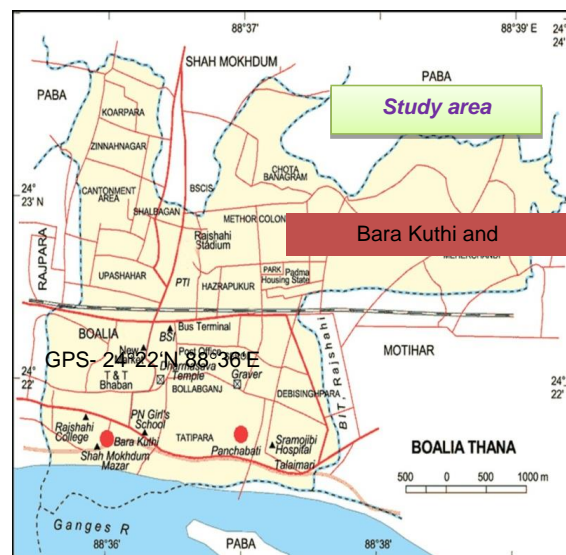 88°37'
88°39' E
24°
24'
SHAH MOKHDUM
PABA
PABA
Study area
KOARPARA
ZINNAHNAGAR
CHOTA
BANAGRAM
24°
23' N
CANTONMENT
AREA
BSCIS
SHALBAGAN
METHOR COLON
Raishahi
Stadium
24°
22'
Bara Kuthi and
RAJPARA
UPASHAHAR
PTI
HAZRAPUKUR
PARK
Padma
Housing State
Bus Terminal
BSI
BOALIA
New
Market
Post Office
MOTIHAR
GPS- 24°22'N 88°36'E
24°
22'
T & T
Bhaban
Dharmasava
Temple
Graver
BOLLABGANJ
DEBISINGHPARA
PN Girl's
School
Rajshahi
College
Bara Kuthi
TATIPARA
Panchabati
Sramojibi
Hospital
Talaimari
Shah Mokhdum
Mazar
BOALIA THANA
500 0 500 1000 m
Ganges R
88°36'
PABA
88°38'